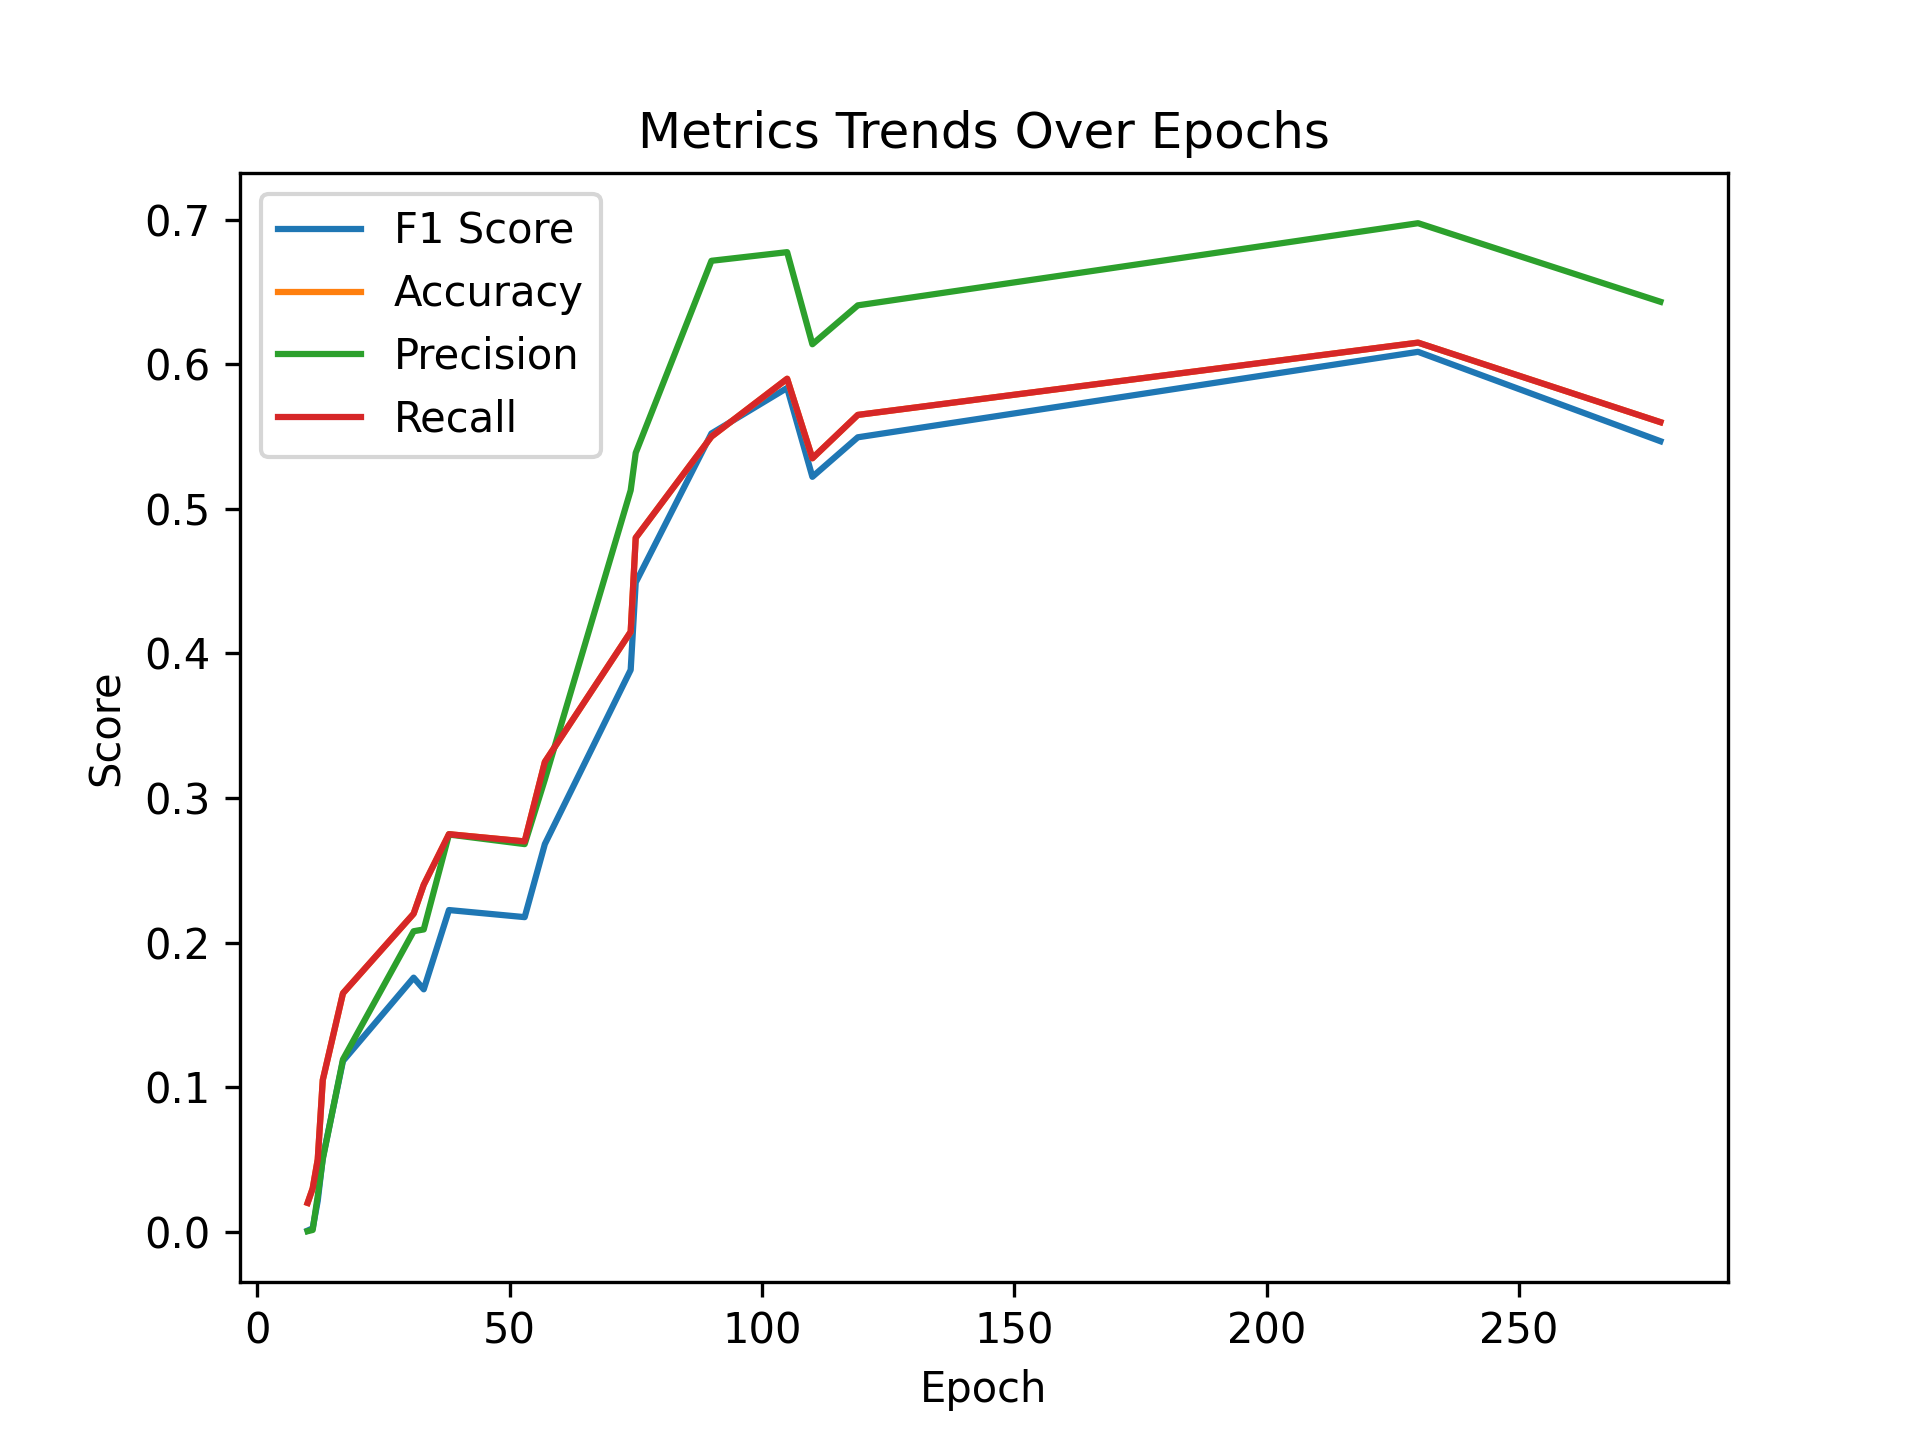 Metrics Trends Over Epochs
F1 Score
Accuracy
Precision
Recall
0.7
0.6
0.5
0.4
0.3
0.2
0.1
0.0
Score
0 50 100 150 200 250
Epoch